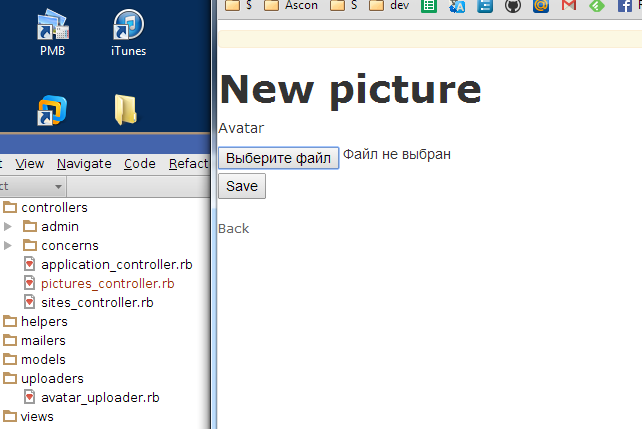 PMB
iTunes
View Navigate Code Refact
ct
controllers
admin
concerns
application_controller.rb
pictures_controller.rb
sites_controller.rb
helpers
mailers
models
uploaders
avatar_uploader.rb
views
$ Ascon S dev
New picture
Avatar
Выберите файл Файл не выбран
Save
Back